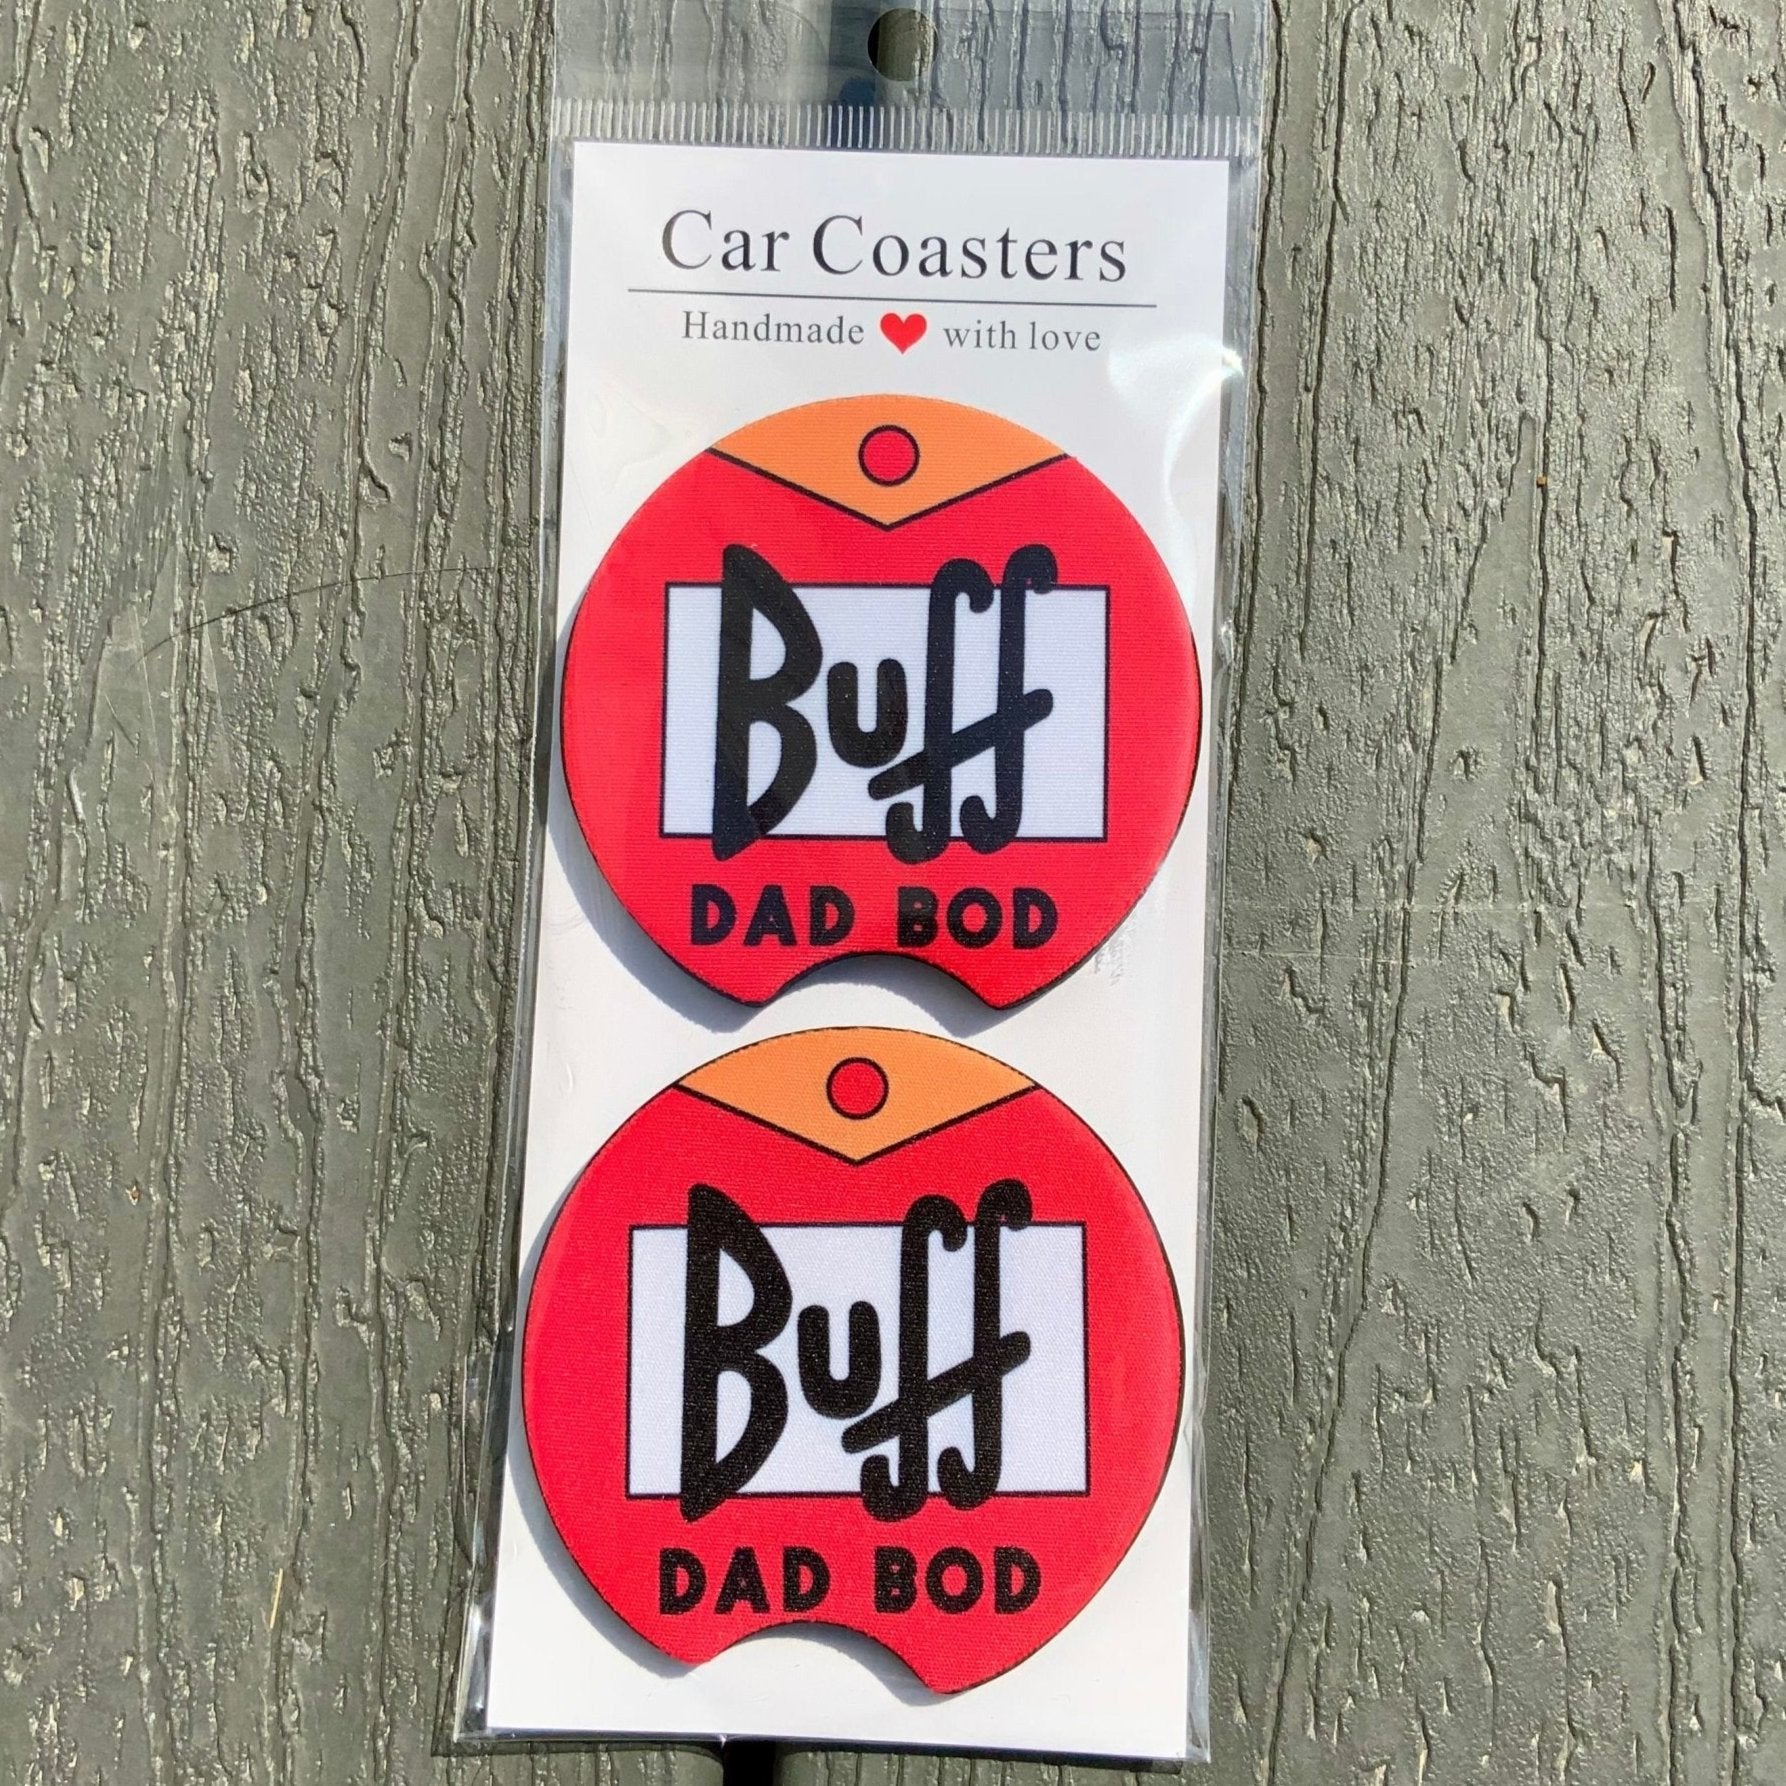 Car Coasters
Handmade ❤ with love
Buff
DAD BOD
Buff
DAD BOD